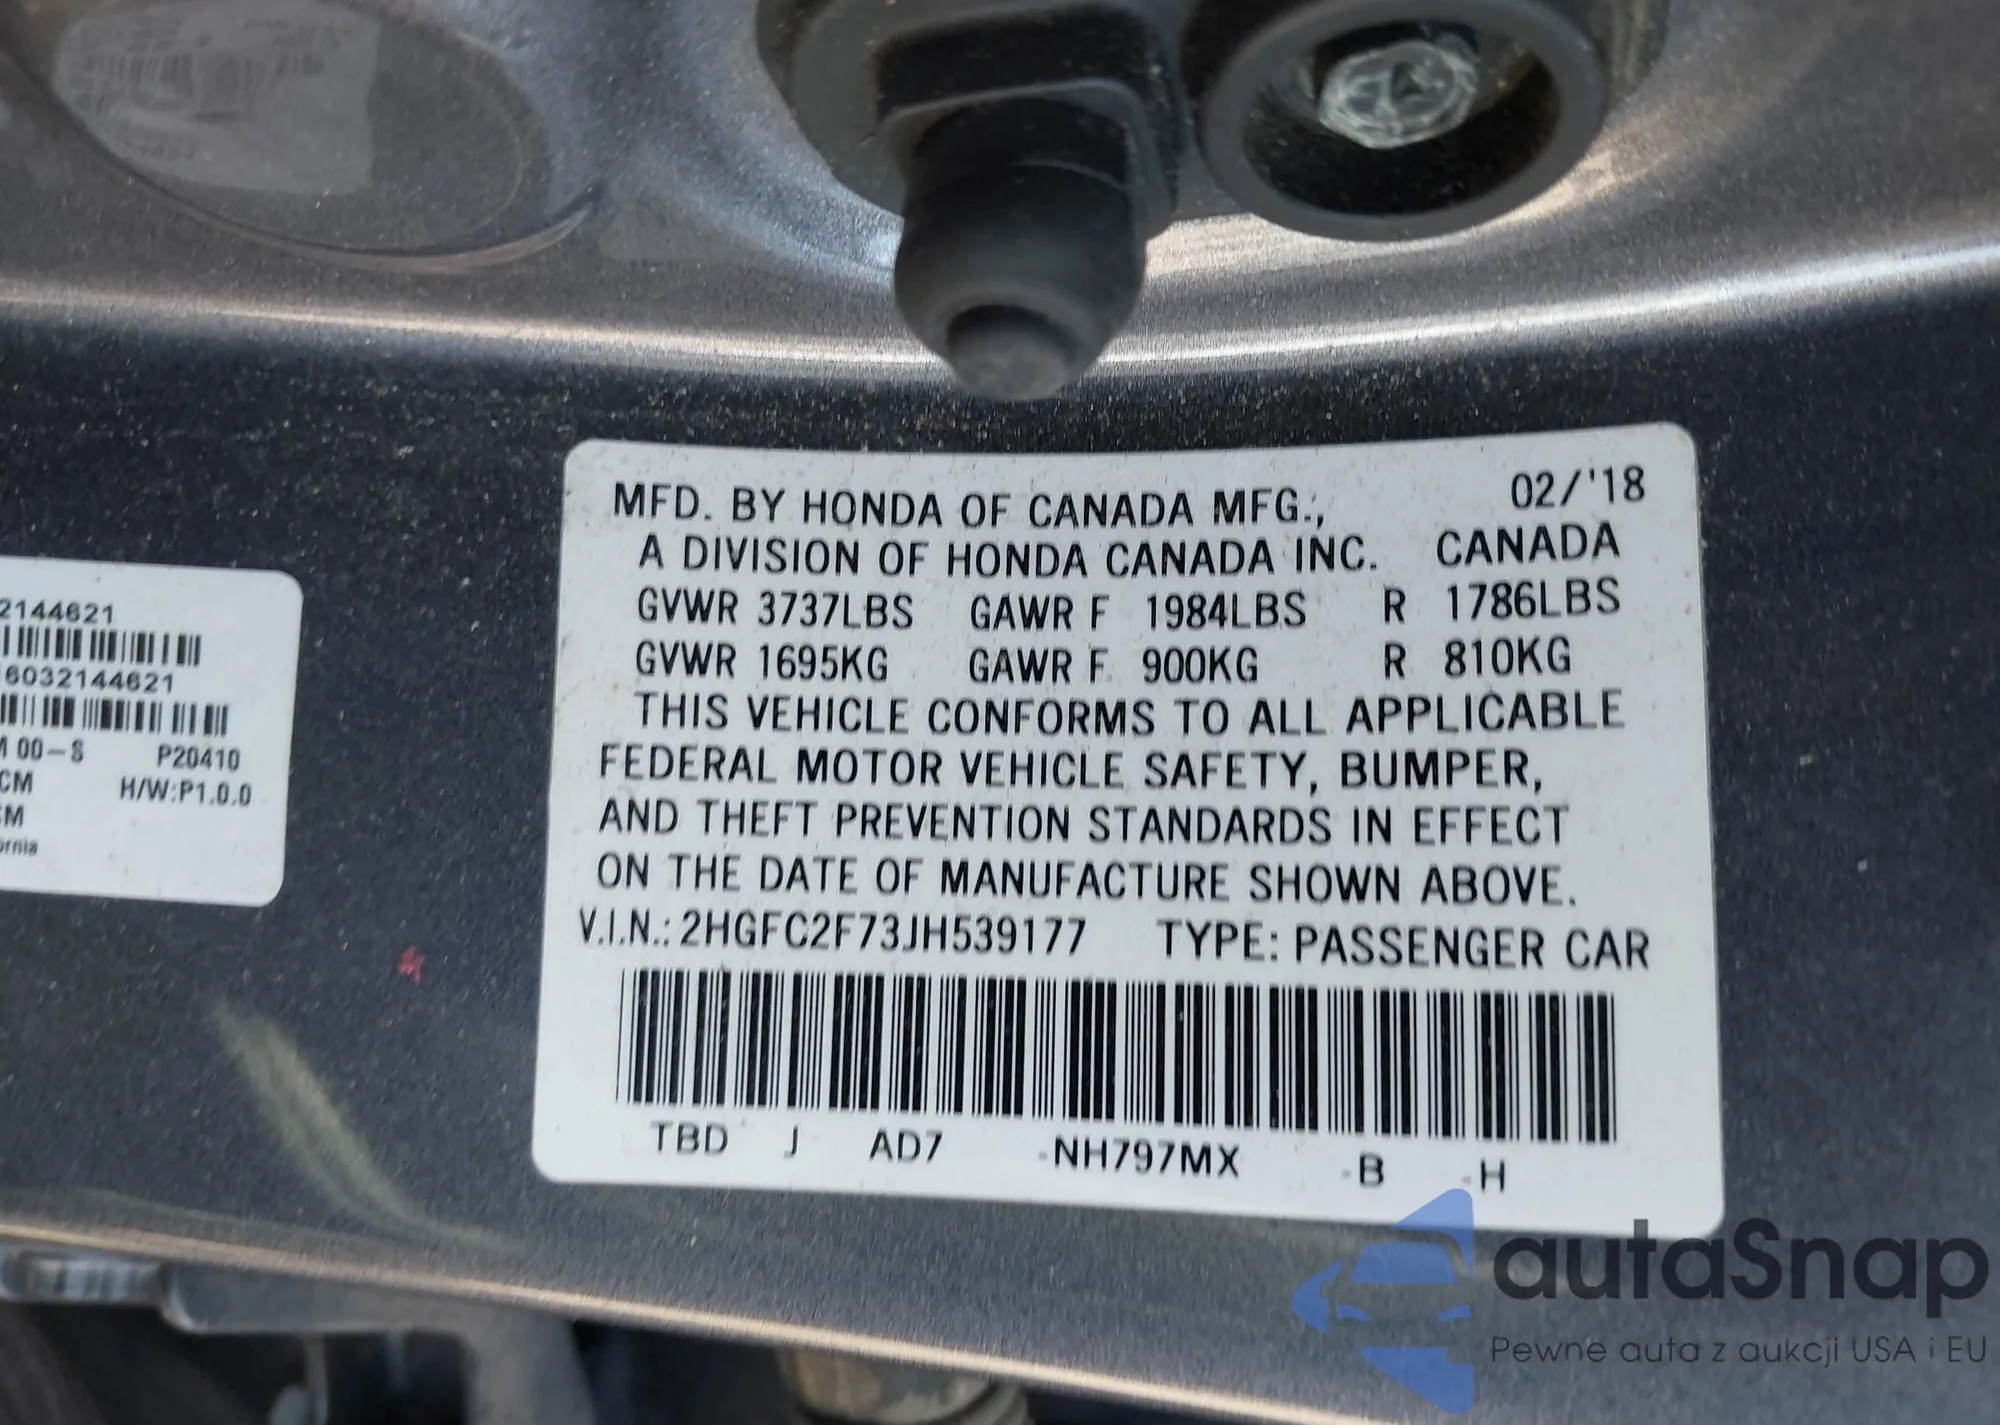 2144621
6032144621
00-S P20410
CM H/W:P1.0.0
MFD. BY HONDA OF CANADA MFG., 02/'18
A DIVISION OF HONDA CANADA INC. CANADA
GVWR 3737LBS GAWR F 1984LBS R 1786LBS
GVWR 1695KG GAWR F 900KG R 810KG
THIS VEHICLE CONFORMS TO ALL APPLICABLE
FEDERAL MOTOR VEHICLE SAFETY, BUMPER,
AND THEFT PREVENTION STANDARDS IN EFFECT
ON THE DATE OF MANUFACTURE SHOWN ABOVE.
V.I.N.: 2HGFC2F73JH539177 TYPE: PASSENGER CAR
TBD J AD7 -NH797MX -B -H
autaSnap
Pewne auta z aukcji USA i EU